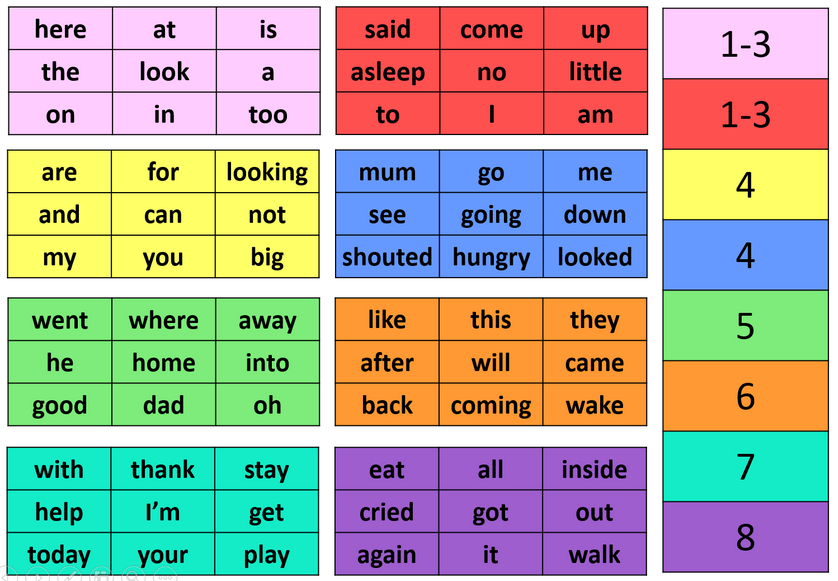 here at is
the look a
on in too
said come up
asleep no little
to I am
are for looking
and can not
my you big
mum go me
see going down
shouted hungry looked
went where away
he home into
good dad oh
like this they
after will came
back coming wake
with thank stay
help I'm get
today your play
eat all inside
cried got out
again it walk
1-3
1-3
4
4
5
6
7
8